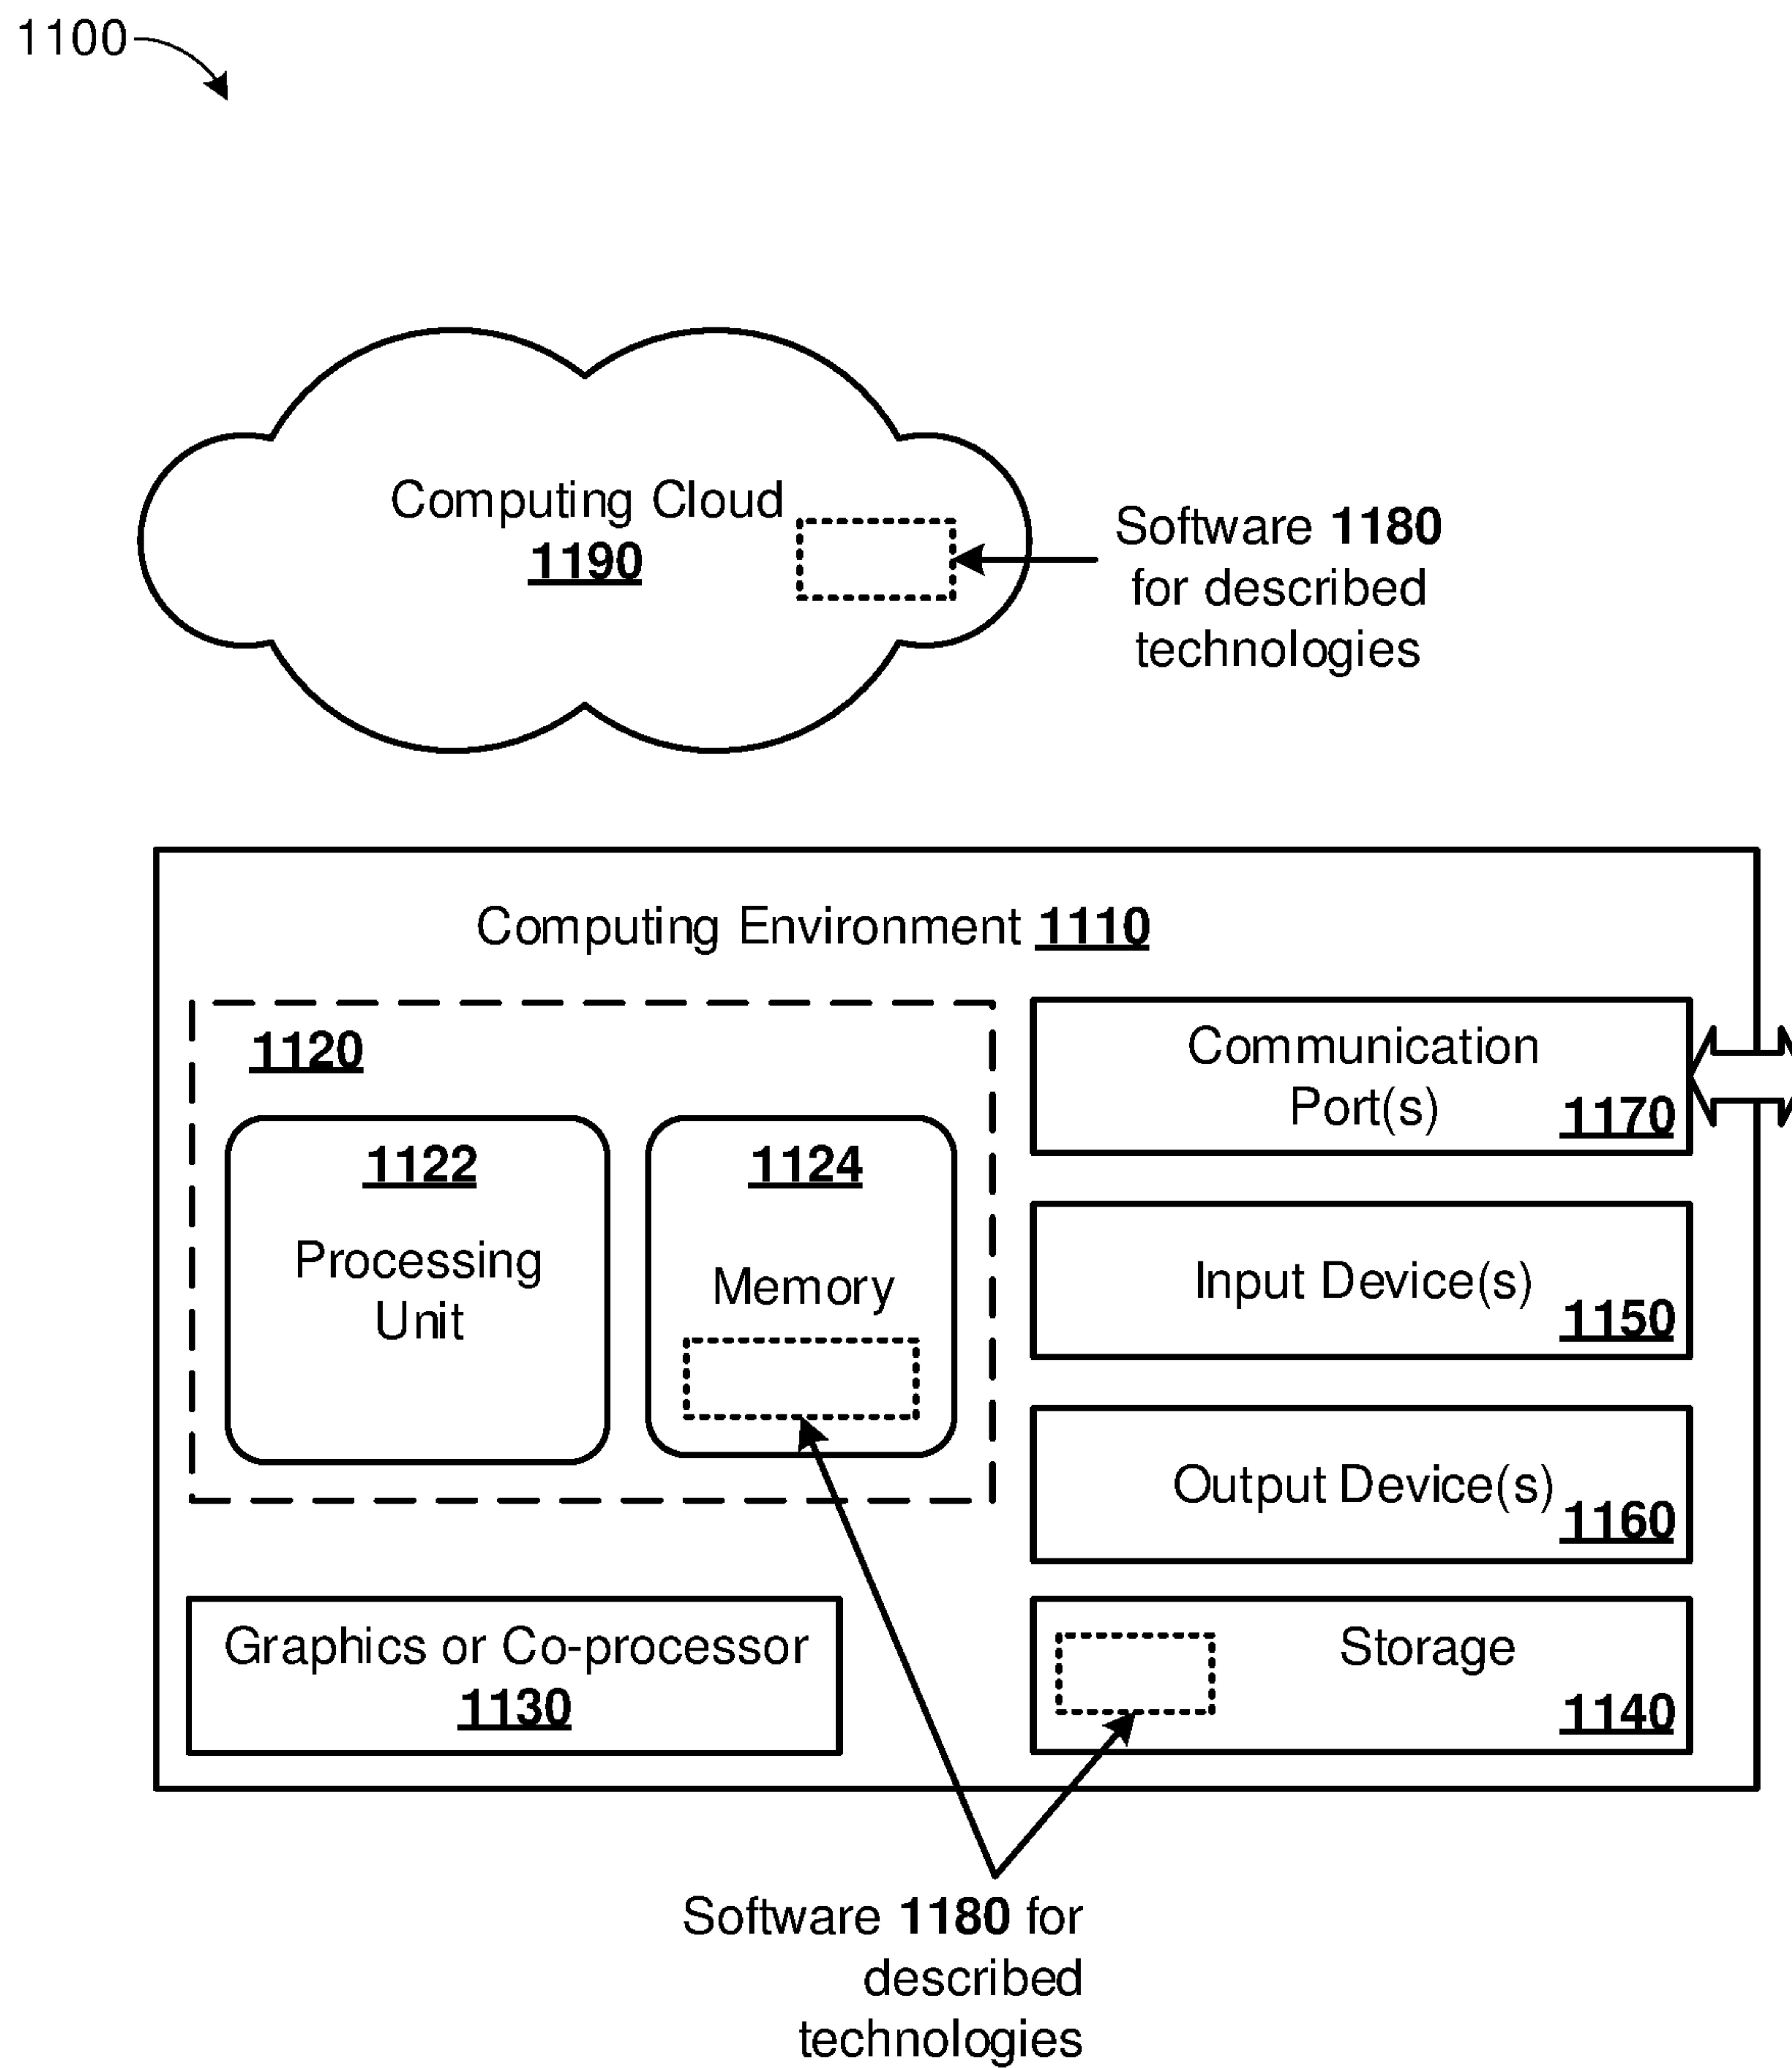 1100
Computing Cloud
1190
Software 1180
for described
technologies
Computing Environment 1110
1120
1122
Processing
Unit
1124
Memory
Communication
Port(s)
1170
Input Device(s)
1150
Output Device(s)
1160
Graphics or Co-processor
1130
Storage
1140
Software 1180 for
described
technologies